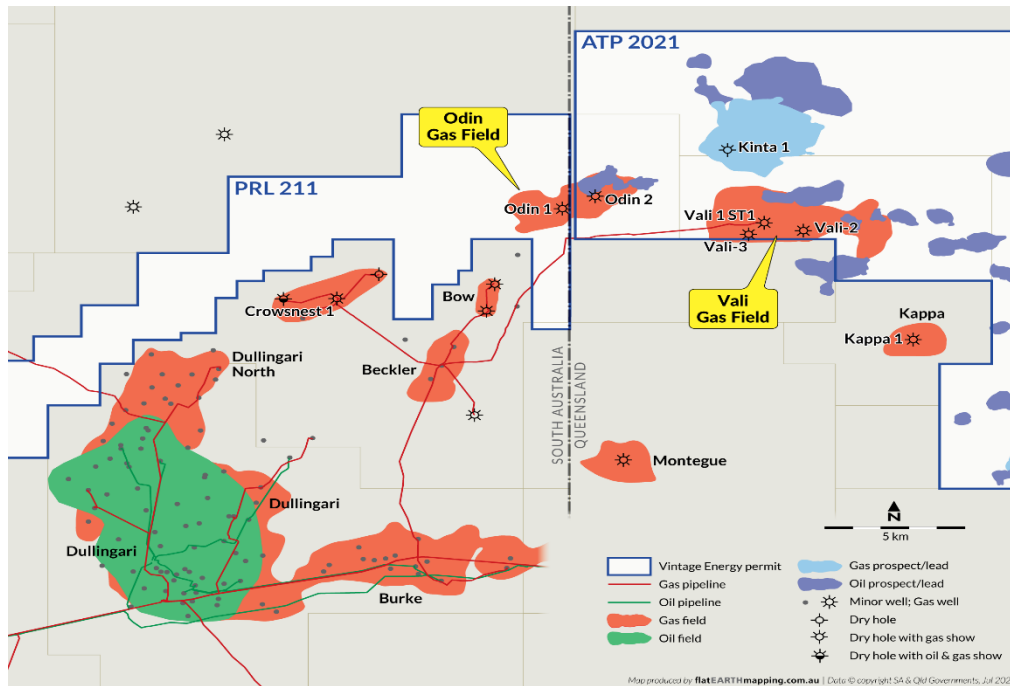 ATP 2021
Odin
Gas Field
Kinta 1
PRL 211
Odin 1
Odin 2
Vali 1 ST1
Vali-2
Vali-3
Crowsnest 1
Bow
Vali
Gas Field
Kappa
Kappa 1
Dullingari
North
Beckler
SOUTH AUSTRALIA
QUEENSLAND
Montegue
Dullingari
Dullingari
Burke
N
5 km
Vintage Energy permit
Gas pipeline
Oil pipeline
Gas field
Oil field
Gas prospect/lead
Oil prospect/lead
Minor well; Gas well
Dry hole
Dry hole with gas show
Dry hole with oil & gas show
Map produced by flatEARTHmapping.com.au | Data © copyright SA & Qld Governments, Jul 202